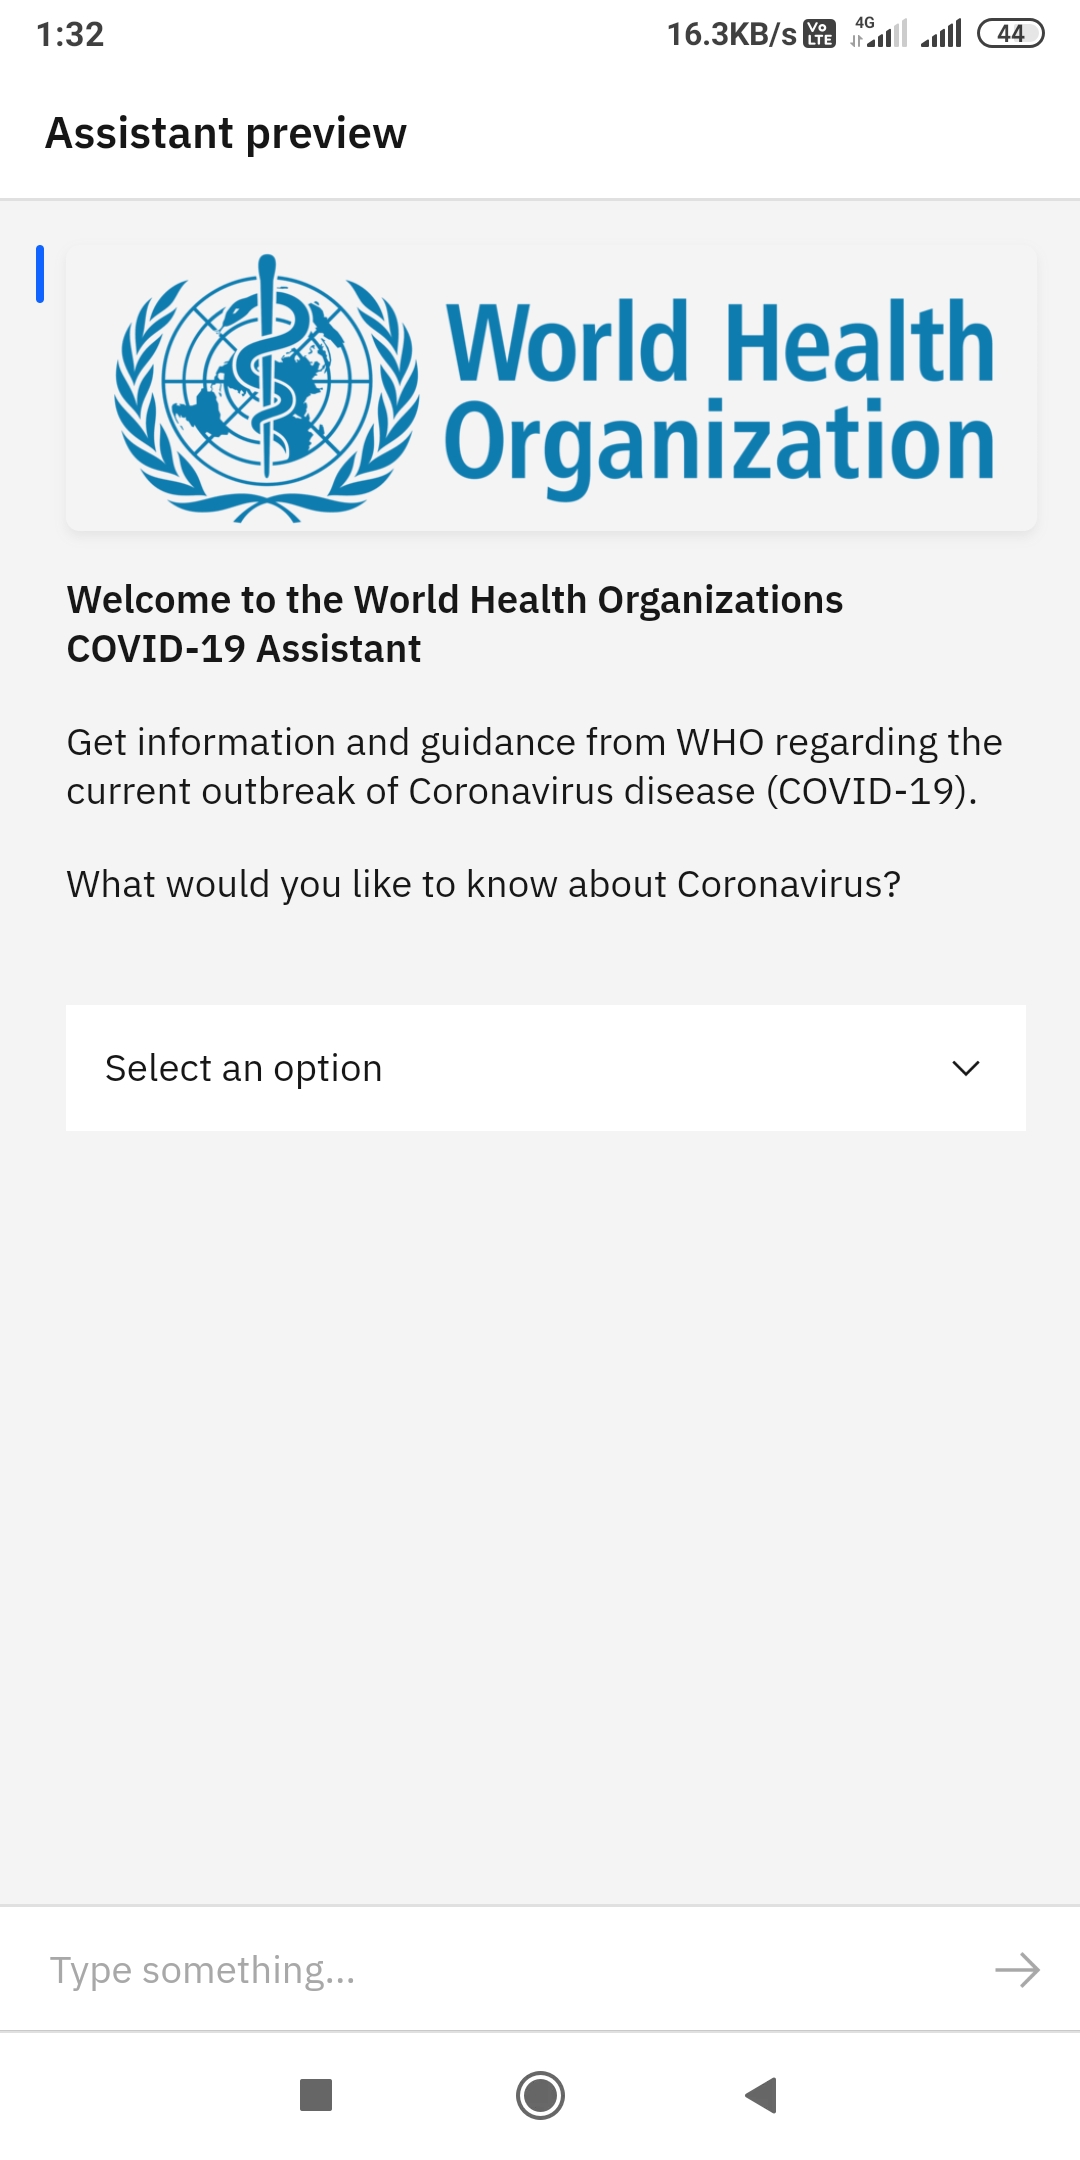 1:32
16.3KB/s Vo LTE 4G 44
Assistant preview
World Health
Organization
Welcome to the World Health Organizations
COVID-19 Assistant
Get information and guidance from WHO regarding the
current outbreak of Coronavirus disease (COVID-19).
What would you like to know about Coronavirus?
Select an option
Type something...